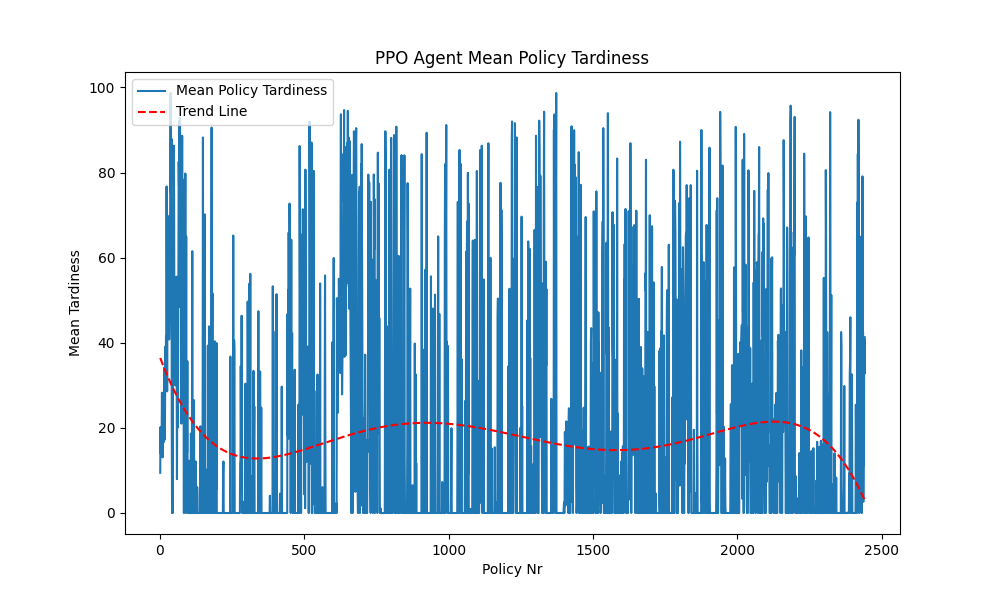 PPO Agent Mean Policy Tardiness
Mean Policy Tardiness
Trend Line
100
80
60
40
20
0
Mean Tardiness
0 500 1000 1500 2000 2500
Policy Nr